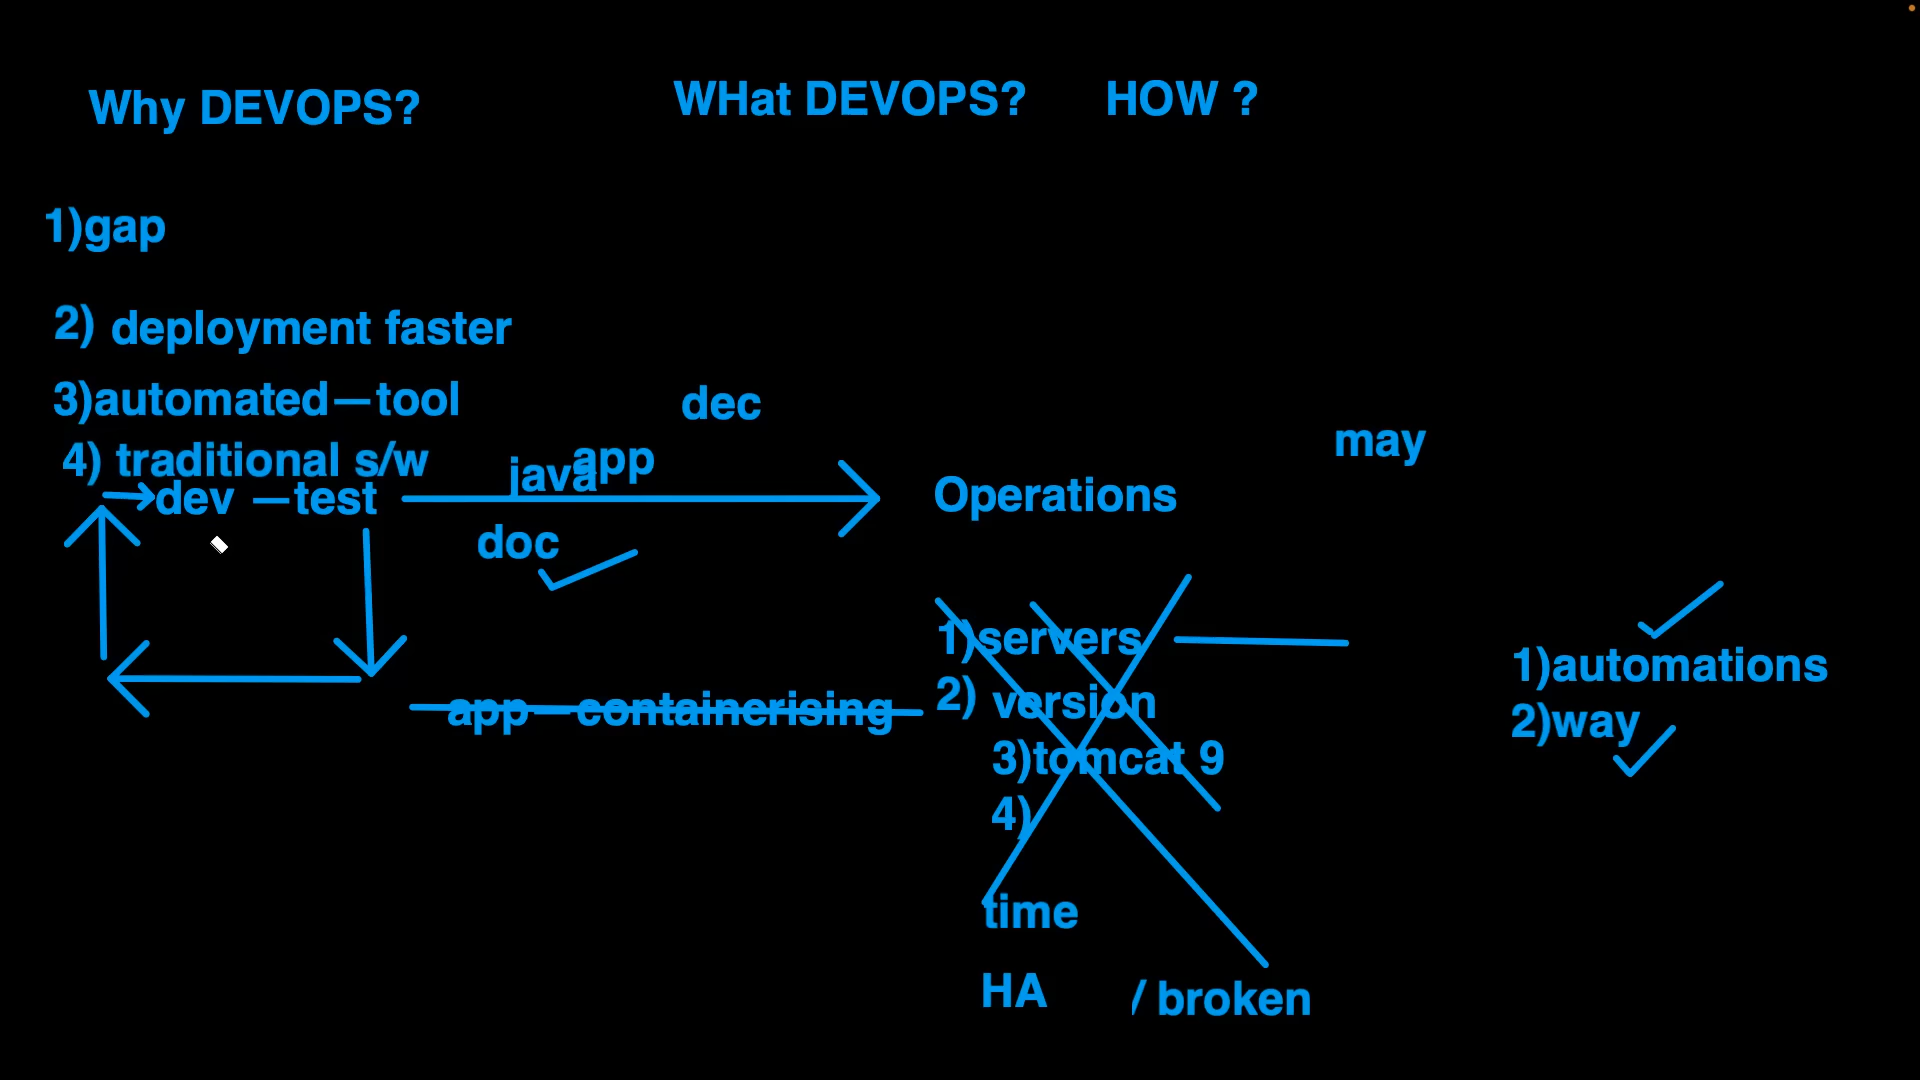 Why DEVOPS?
WHat DEVOPS?
HOW ?
1)gap
2) deployment faster
3)automated—tool
4) traditional s/w
dev —test
dec
java
app
doc
Operations
may
app—containerising
1)servers
2) version
3)tomcat 9
4)
time
HA
/ broken
1)automations
2)way